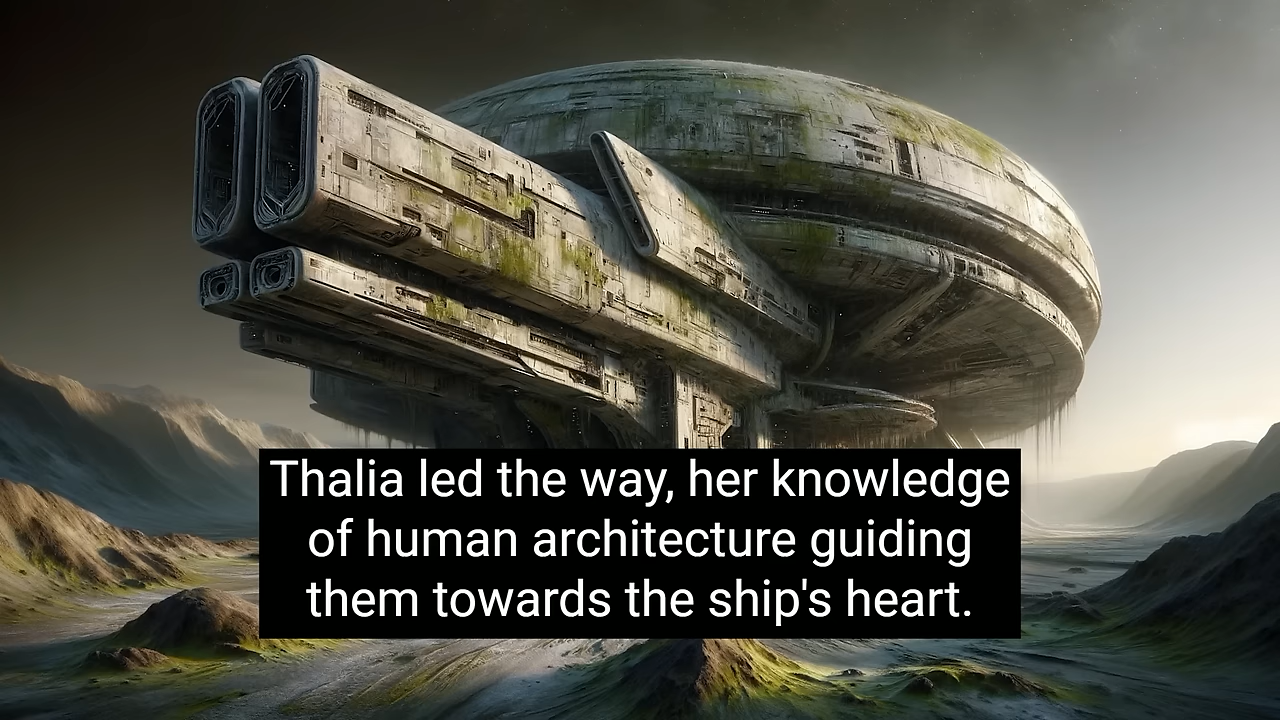 Thalia led the way, her knowledge
of human architecture guiding
them towards the ship's heart.